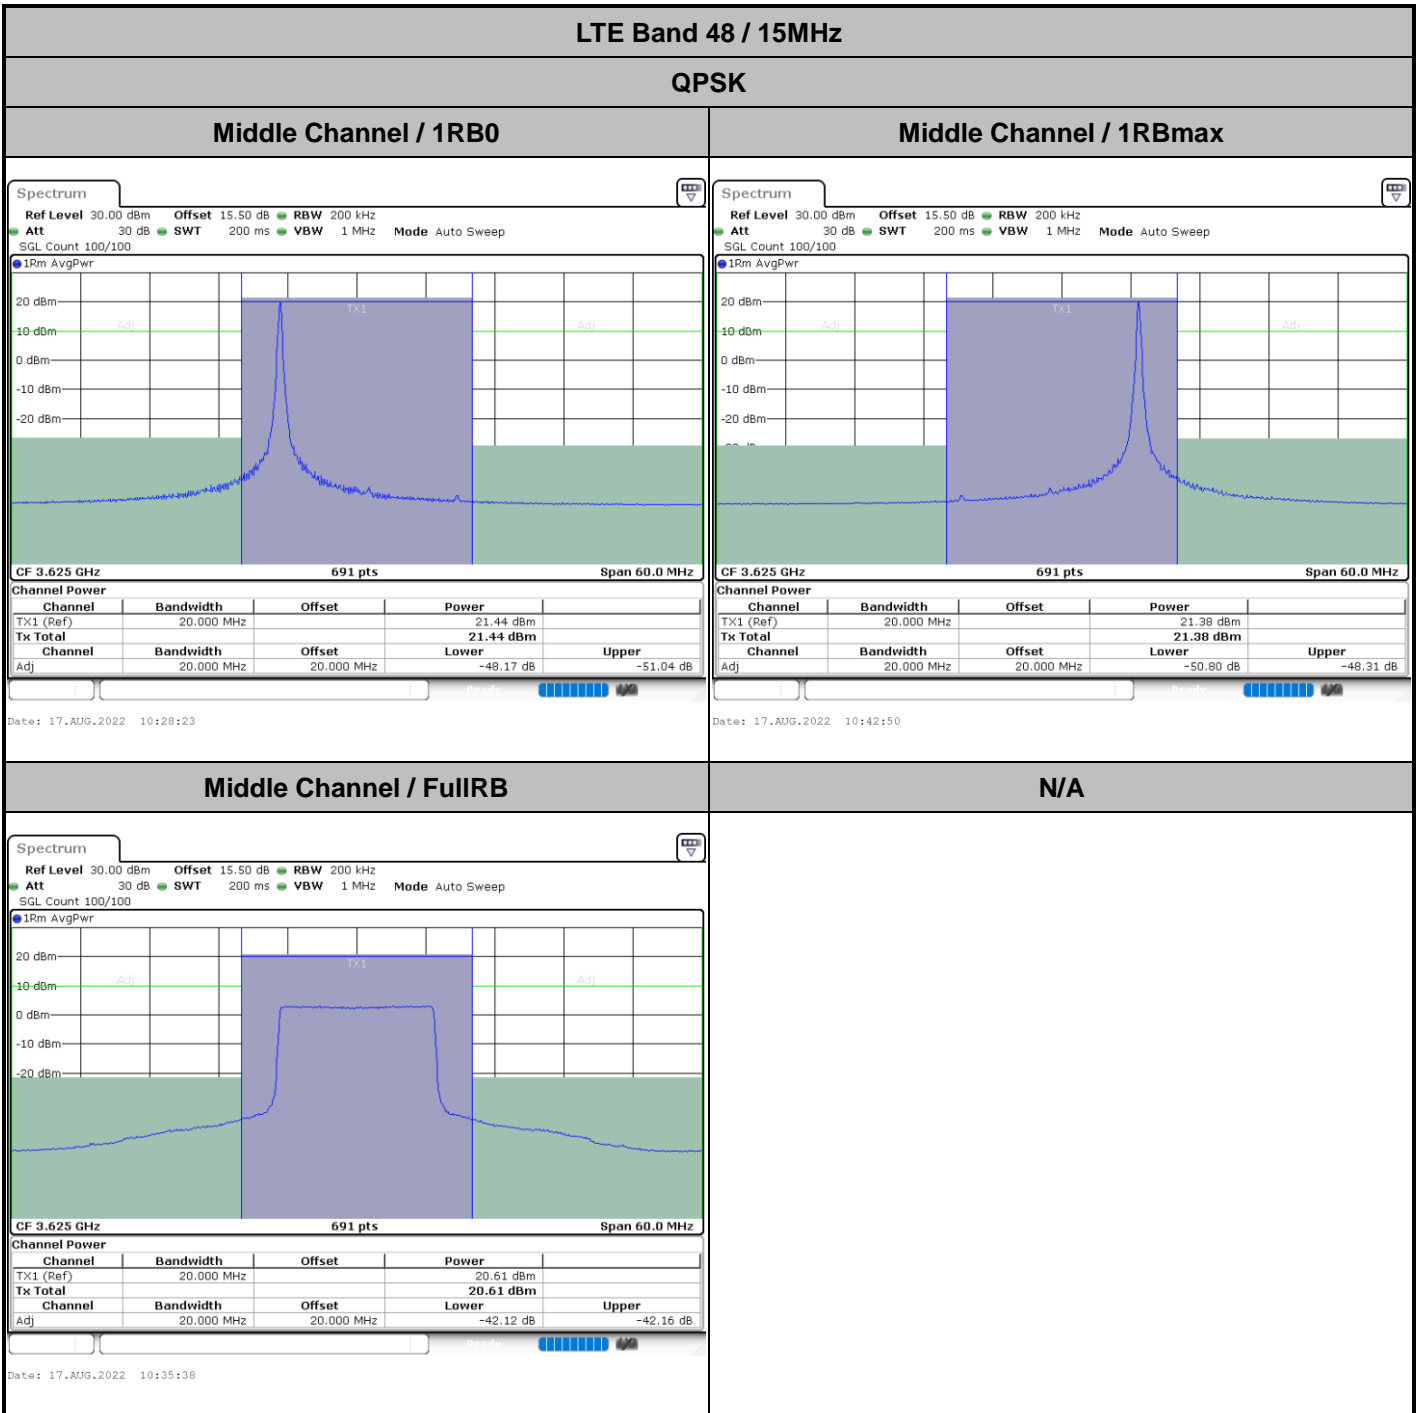 LTE Band 48 / 15MHz
QPSK
Middle Channel / 1RB0
Middle Channel / 1RBmax
Spectrum
Ref Level 30.00 dBm Offset 15.50 dB RBW 200 kHz
Att 30 dB SWT 200 ms VBW 1 MHz Mode Auto Sweep
SGL Count 100/100
1Rm AvgPwr
20 dBm
TX1
Adj
Adj
10 dBm
0 dBm
-10 dBm
-20 dBm
CF 3.625 GHz 691 pts Span 60.0 MHz
Channel Power
Channel Bandwidth Offset Power
TX1 (Ref) 20.000 MHz 21.44 dBm
Tx Total 21.44 dBm
Channel Bandwidth Offset Lower Upper
Adj 20.000 MHz 20.000 MHz -48.17 dB -51.04 dB
Ready
Date: 17.AUG.2022 10:28:23
Spectrum
Ref Level 30.00 dBm Offset 15.50 dB RBW 200 kHz
Att 30 dB SWT 200 ms VBW 1 MHz Mode Auto Sweep
SGL Count 100/100
1Rm AvgPwr
20 dBm
TX1
Adj
Adj
10 dBm
0 dBm
-10 dBm
-20 dBm
CF 3.625 GHz 691 pts Span 60.0 MHz
Channel Power
Channel Bandwidth Offset Power
TX1 (Ref) 20.000 MHz 21.38 dBm
Tx Total 21.38 dBm
Channel Bandwidth Offset Lower Upper
Adj 20.000 MHz 20.000 MHz -50.80 dB -48.31 dB
Ready
Date: 17.AUG.2022 10:42:50
Middle Channel / FullRB
N/A
Spectrum
Ref Level 30.00 dBm Offset 15.50 dB RBW 200 kHz
Att 30 dB SWT 200 ms VBW 1 MHz Mode Auto Sweep
SGL Count 100/100
1Rm AvgPwr
20 dBm
TX1
Adj
Adj
10 dBm
0 dBm
-10 dBm
-20 dBm
CF 3.625 GHz 691 pts Span 60.0 MHz
Channel Power
Channel Bandwidth Offset Power
TX1 (Ref) 20.000 MHz 20.61 dBm
Tx Total 20.61 dBm
Channel Bandwidth Offset Lower Upper
Adj 20.000 MHz 20.000 MHz -42.12 dB -42.16 dB
Ready
Date: 17.AUG.2022 10:35:38